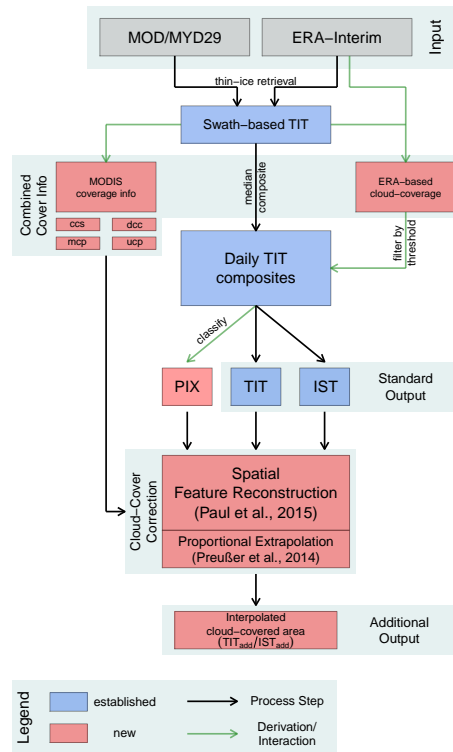 MOD/MYD29
ERA−Interim
Input
thin−ice retrieval
Swath−based TIT
Combined
Cover Info
MODIS
coverage info
ccs
dcc
mcp
ucp
median
composite
ERA−based
cloud−coverage
filter by
threshold
Daily TIT
composites
classify
PIX
TIT
IST
Standard
Output
Cloud−Cover
Correction
Spatial
Feature Reconstruction
(Paul et al., 2015)
Proportional Extrapolation
(Preußer et al., 2014)
Interpolated
cloud−covered area
(TITadd/ISTadd)
Additional
Output
Legend
established
new
Process Step
Derivation/
Interaction